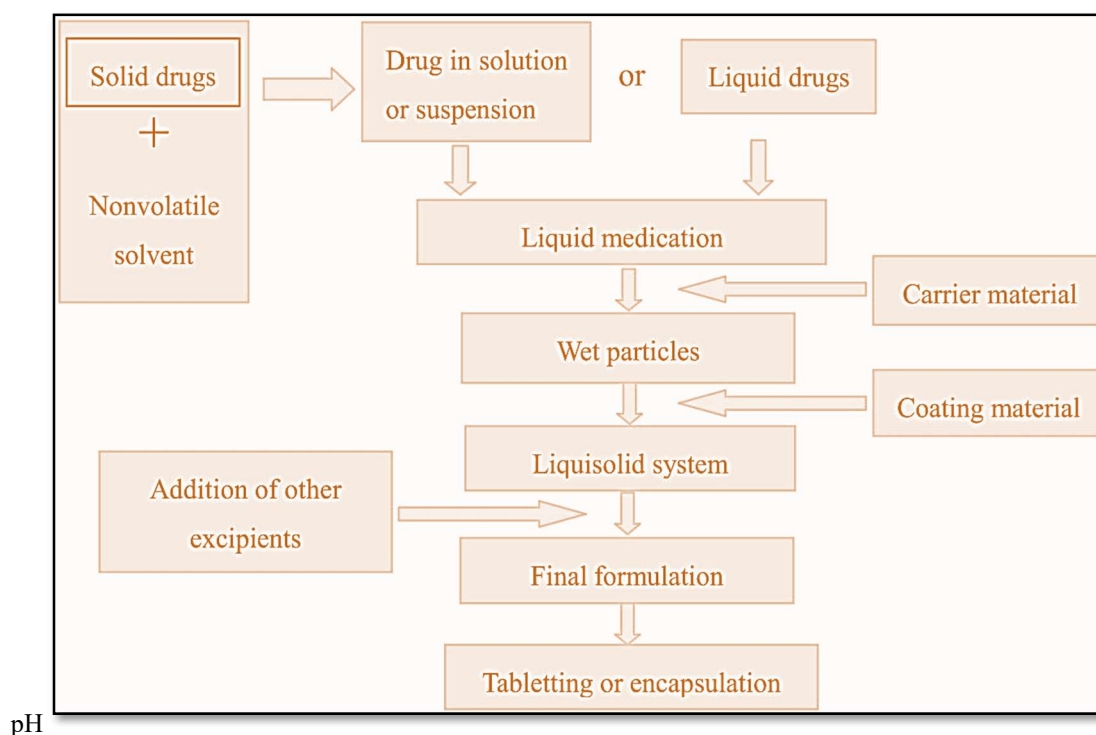 Solid drugs
+
Nonvolatile
solvent
Drug in solution
or suspension
or
Liquid drugs
Liquid medication
Carrier material
Wet particles
Coating material
Liquisolid system
Addition of other
excipients
Final formulation
Tabletting or encapsulation
pH